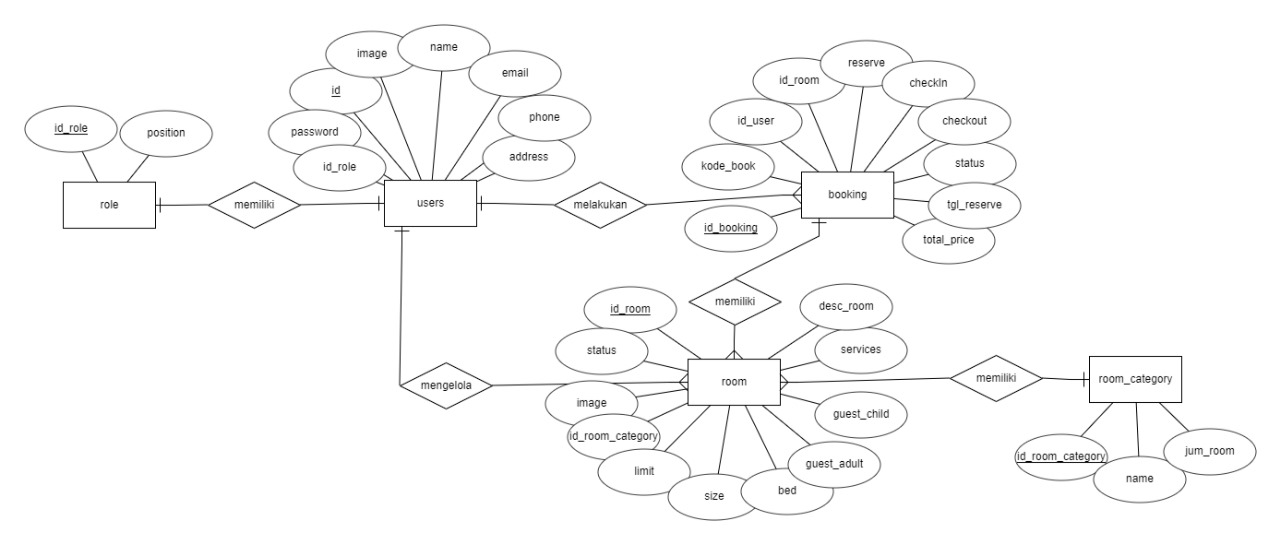 id_role
position
role
memiliki
image
name
id
email
password
phone
id_role
address
users
melakukan
reserve
id_room
checkIn
id_user
checkout
kode_book
status
booking
tgl_reserve
id_booking
total_price
memiliki
mengelola
id_room
desc_room
status
services
room
image
guest_child
id_room_category
guest_adult
limit
size
bed
memiliki
room_category
id_room_category
name
jum_room